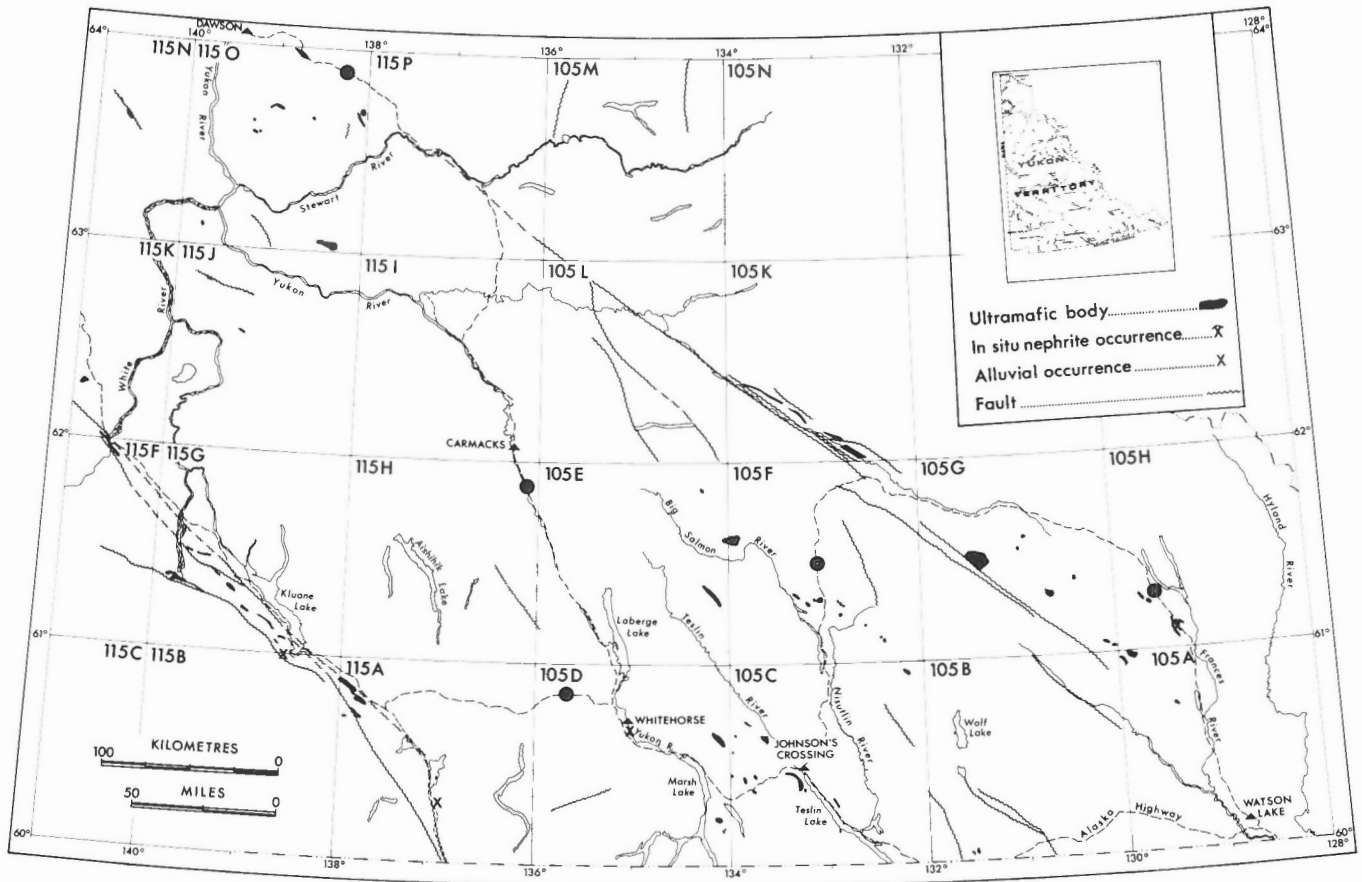 64°
DAWSON
140°
138°
136°
134°
132°
128°
64°
115N 115O
115P
105M
105N
Yukon River
YUKON
TERRITORY
Stewart River
63°
63°
115K 115J
115I
105L
105K
Yukon River
White River
Ultramafic body
In situ nephrite occurrence
Alluvial occurrence X
Fault
62°
62°
115F 115G
115H
CARMACKS
105E
105F
105G
105H
Big Salmon River
Hyland River
Aishihik Lake
Kluane Lake
Laberge Lake
Teslin River
61°
61°
115C 115B
115A
105D
105C
105B
105A
Frances River
Nisutlin River
WHITEHORSE
Yukon R.
JOHNSON'S CROSSING
Wolf Lake
KILOMETRES
100 0
MILES
50 0
Marsh Lake
Teslin Lake
Alaska Highway
WATSON LAKE
60°
60°
140°
138°
136°
134°
132°
130°
128°